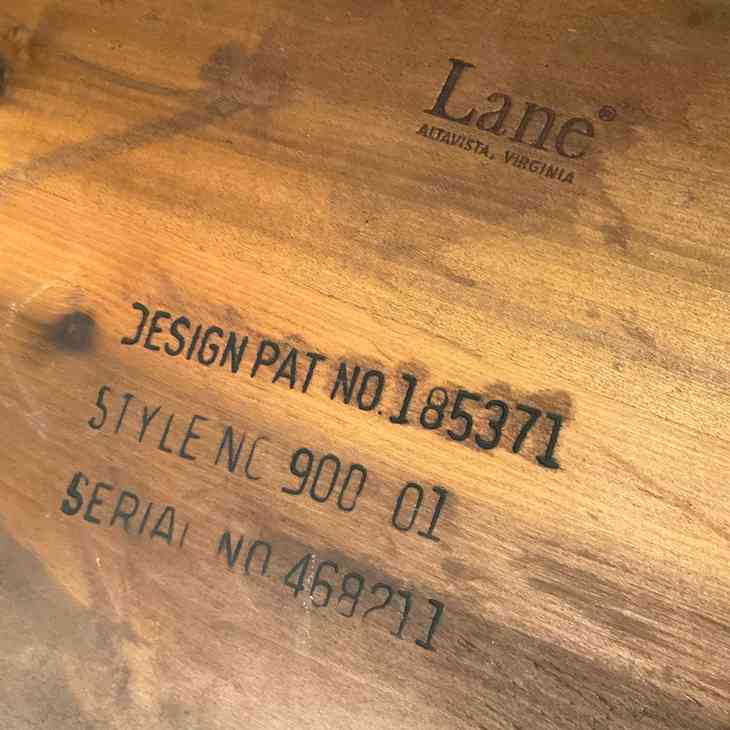 Lane®
ALTAVISTA, VIRGINIA
DESIGN PAT NO. 185371
STYLE NO 900 01
SERIAL NO 468211